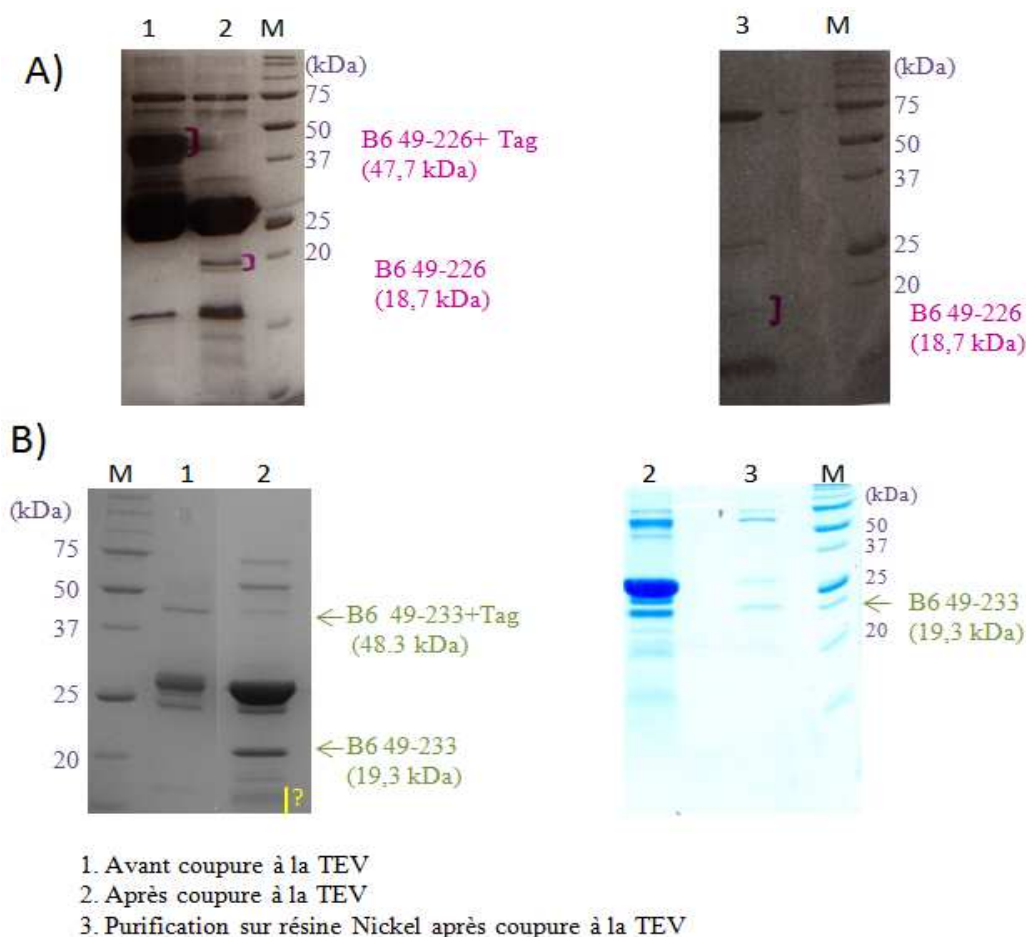 A)
1 2 M
(kDa)
75
50
37
25
20
B6 49-226+ Tag
(47,7 kDa)
B6 49-226
(18,7 kDa)
3 M
(kDa)
75
50
37
25
20
B6 49-226
(18,7 kDa)
B)
M 1 2
(kDa)
75
50
37
25
20
B6 49-233+Tag
(48.3 kDa)
B6 49-233
(19,3 kDa)
?
2 3 M
(kDa)
50
37
25
20
B6 49-233
(19,3 kDa)
1. Avant coupure à la TEV
2. Après coupure à la TEV
3. Purification sur résine Nickel après coupure à la TEV